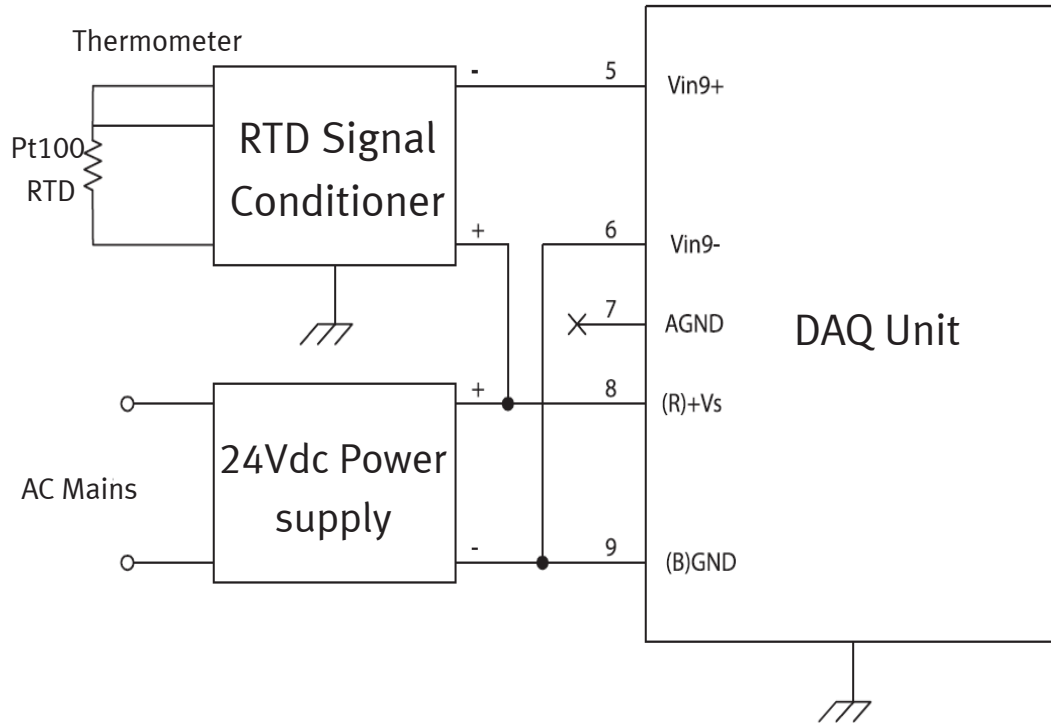 Thermometer
Pt100
RTD
RTD Signal
Conditioner
-
+
5
Vin9+
6
Vin9-
7
AGND
DAQ Unit
8
(R)+Vs
9
(B)GND
AC Mains
24Vdc Power
supply
+
-